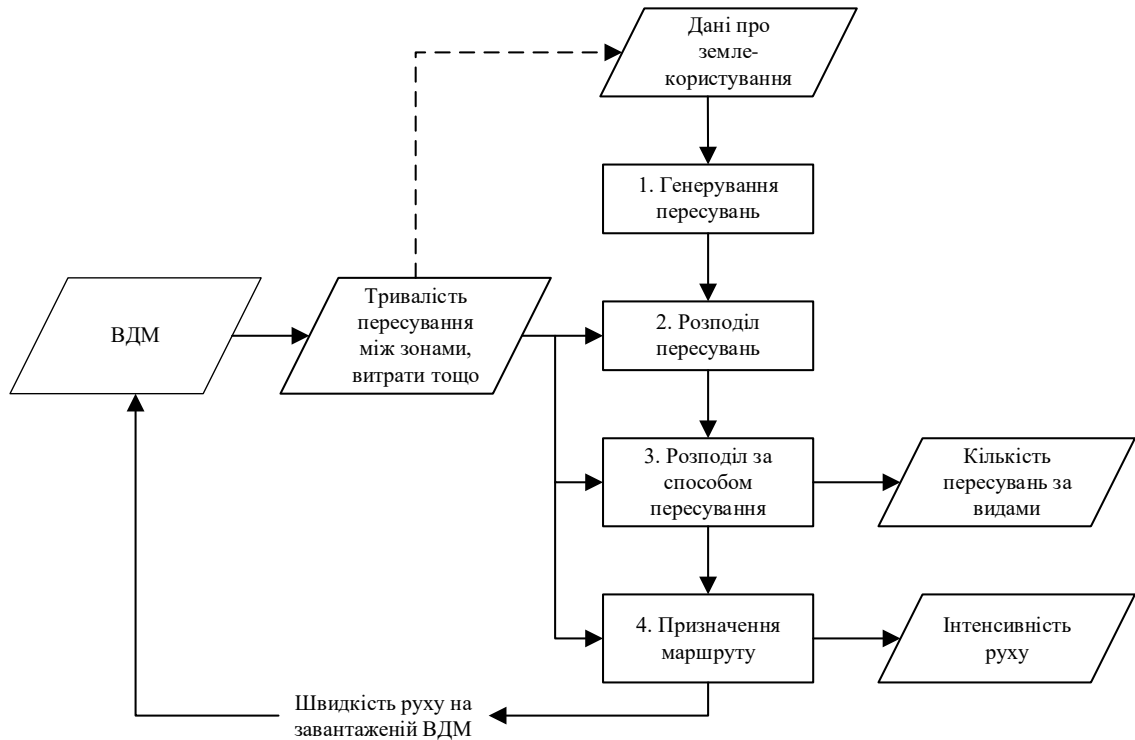 Дані про
земле-
користування
1. Генерування
пересувань
ВДМ
Тривалість
пересування
між зонами,
витрати тощо
2. Розподіл
пересувань
3. Розподіл за
способом
пересування
Кількість
пересувань за
видами
4. Призначення
маршруту
Інтенсивність
руху
Швидкість руху на
завантаженій ВДМ